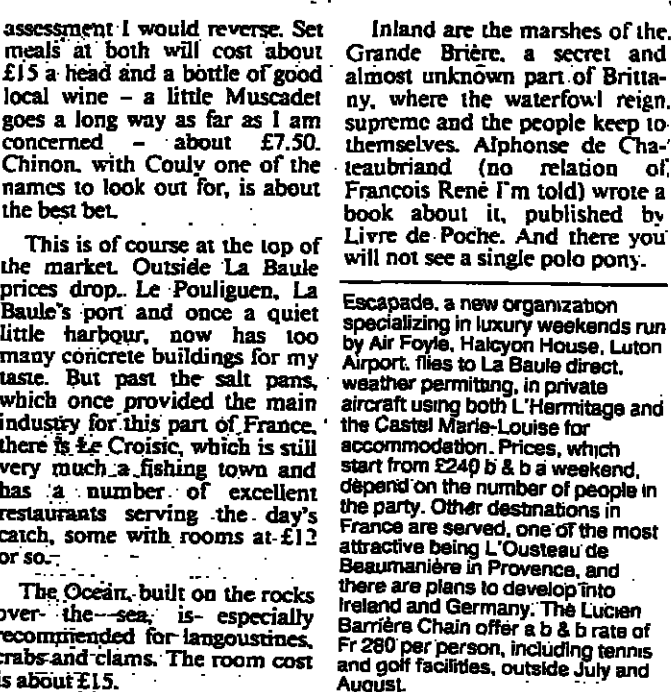 assessment I would reverse. Set
meals at both will cost about
£15 a head and a bottle of good
local wine – a little Muscadet
goes a long way as far as I am
concerned – about £7.50.
Chinon, with Couly one of the
names to look out for, is about
the best bet.
This is of course at the top of
the market. Outside La Baule
prices drop. Le Pouliguen, La
Baule's port and once a quiet
little harbour, now has too
many concrete buildings for my
taste. But past the salt pans,
which once provided the main
industry for this part of France,
there is Le Croisic, which is still
very much a fishing town and
has a number of excellent
restaurants serving the day's
catch, some with rooms at £12
or so.
The Ocean, built on the rocks
over the sea, is especially
recommended for langoustines,
crabs and clams. The room cost
is about £15.
Inland are the marshes of the
Grande Brière, a secret and
almost unknown part of Britta-
ny, where the waterfowl reign
supreme and the people keep to
themselves. Alphonse de Cha-
teaubriand (no relation of
Francois René I'm told) wrote a
book about it, published by
Livre de Poche. And there you
will not see a single polo pony.
Escapade, a new organization
specializing in luxury weekends run
by Air Foyle, Halcyon House, Luton
Airport, flies to La Baule direct,
weather permitting, in private
aircraft using both L'Hermitage and
the Castel Marie-Louise for
accommodation. Prices, which
start from £240 b & b a weekend,
depend on the number of people in
the party. Other destinations in
France are served, one of the most
attractive being L'Ousteau de
Beaumanière in Provence, and
there are plans to develop into
Ireland and Germany. The Lucien
Barrière Chain offer a b & b rate of
Fr 280 per person, including tennis
and golf facilities, outside July and
August.